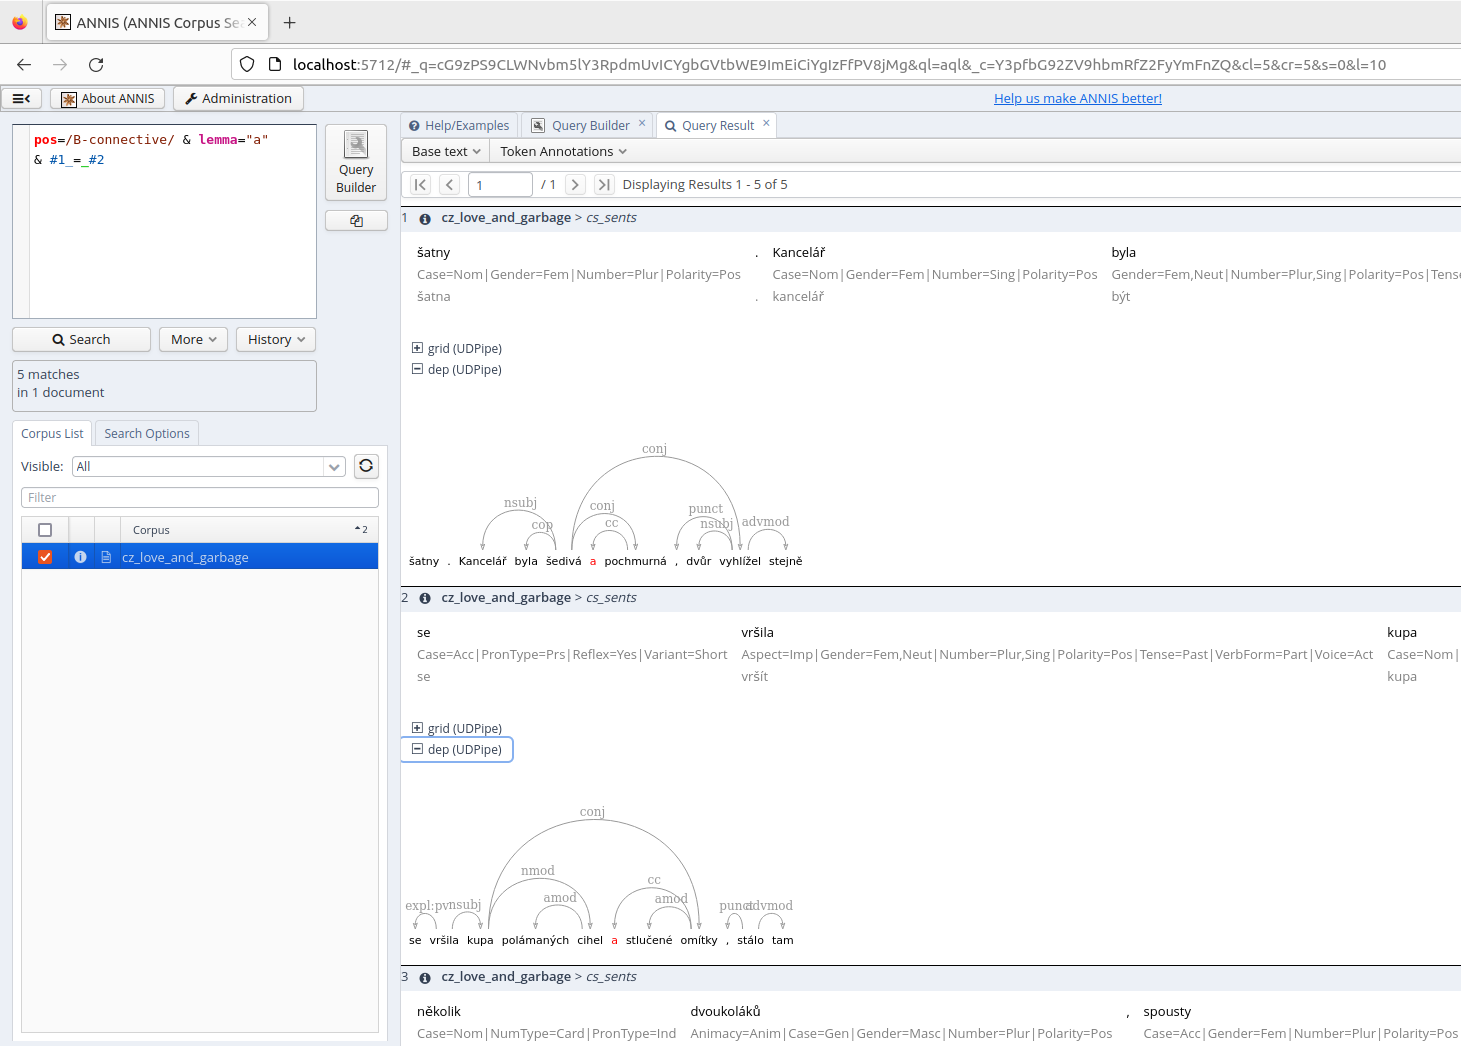 ANNIS (ANNIS Corpus Se
localhost:5712/#_q=cG9zPS9CLWNvbm5lY3RpdmUvICYgbGVtbWE9ImEiCiYgIzFfPV8jMg&ql=aql&_c=Y3pfbG92ZV9hbmRfZ2FyYmFnZQ&cl=5&cr=5&s=0&l=10
About ANNIS
Administration
Help us make ANNIS better!
pos=/B-connective/ & lemma="a"
& #1_=_#2
Query
Builder
Search
More
History
5 matches
in 1 document
Corpus List
Search Options
Visible:
All
Filter
Corpus
2
cz_love_and_garbage
Help/Examples
Query Builder
Query Result
Base text
Token Annotations
1
/ 1
Displaying Results 1 - 5 of 5
1 cz_love_and_garbage > cs_sents
šatny . Kancelář byla
Case=Nom|Gender=Fem|Number=Plur|Polarity=Pos Case=Nom|Gender=Fem|Number=Sing|Polarity=Pos Gender=Fem,Neut|Number=Plur,Sing|Polarity=Pos|Tens
šatna . kancelář být
grid (UDPipe)
dep (UDPipe)
conj
nsubj conj punct
cop cc nsubj advmod
šatny . Kancelář byla šedivá a pochmurná , dvůr vyhlížel stejně
2 cz_love_and_garbage > cs_sents
se vršila kupa
Case=Acc|PronType=Prs|Reflex=Yes|Variant=Short Aspect=Imp|Gender=Fem,Neut|Number=Plur,Sing|Polarity=Pos|Tense=Past|VerbForm=Part|Voice=Act Case=Nom|
se vršit kupa
grid (UDPipe)
dep (UDPipe)
conj
nmod cc
expl:pv nsubj amod amod punct advmod
se vršila kupa polámaných cihel a stlučené omítky , stálo tam
3 cz_love_and_garbage > cs_sents
několik dvoukoláků , spousty
Case=Nom|NumType=Card|PronType=Ind Animacy=Anim|Case=Gen|Gender=Masc|Number=Plur|Polarity=Pos Case=Acc|Gender=Fem|Number=Plur|Polarity=Pos